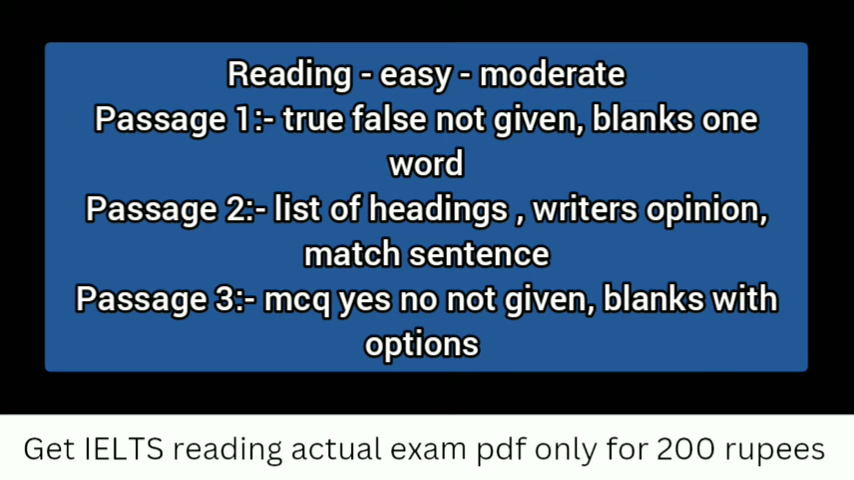 Reading - easy - moderate
Passage 1:- true false not given, blanks one
word
Passage 2:- list of headings , writers opinion,
match sentence
Passage 3:- mcq yes no not given, blanks with
options
Get IELTS reading actual exam pdf only for 200 rupees